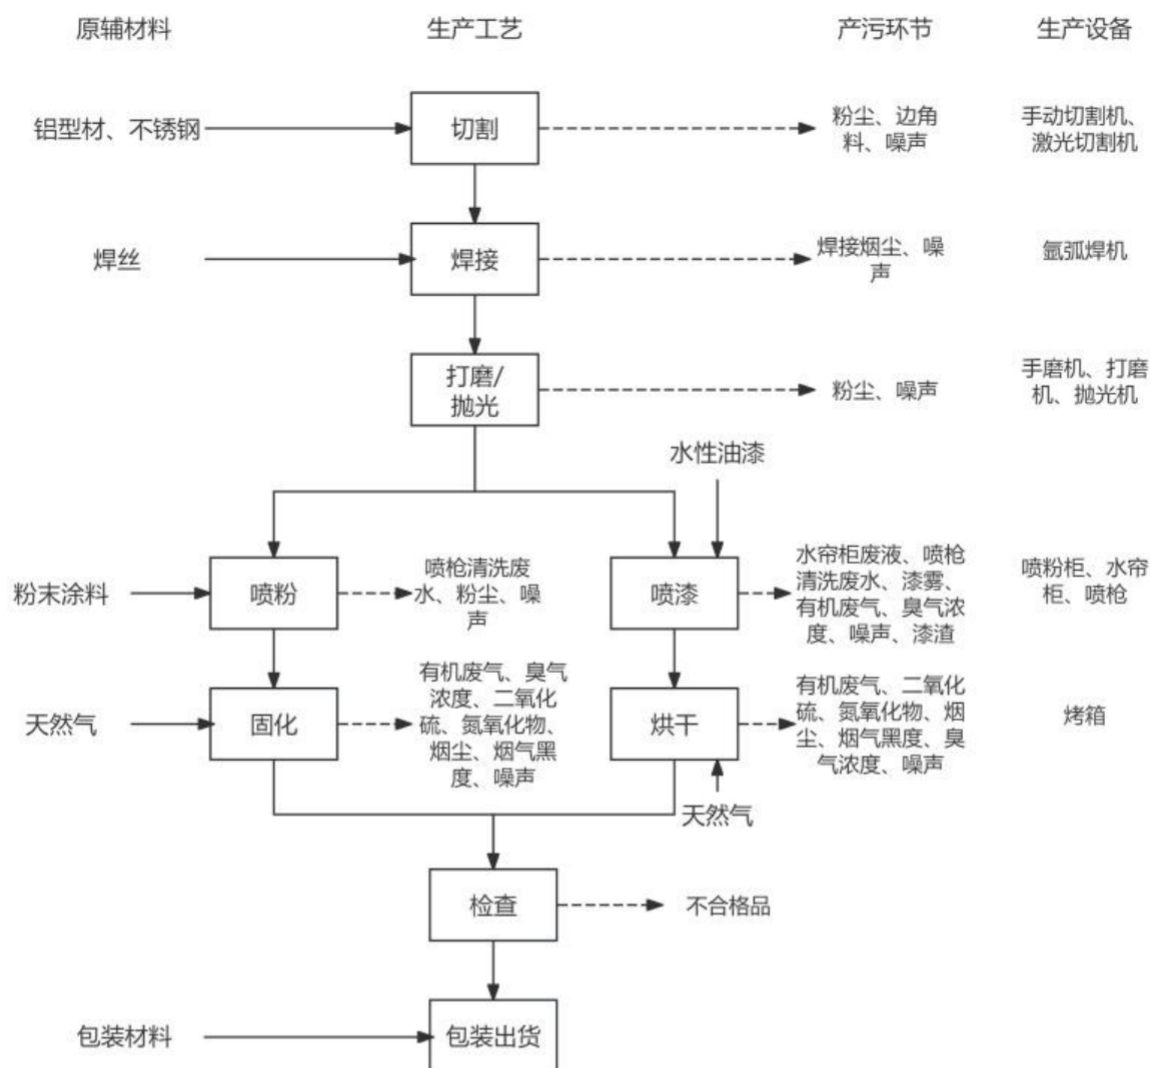 原辅材料
生产工艺
产污环节
生产设备
铝型材、不锈钢
切割
粉尘、边角
料、噪声
手动切割机、
激光切割机
焊丝
焊接
焊接烟尘、噪
声
氩弧焊机
打磨/
抛光
粉尘、噪声
手磨机、打磨
机、抛光机
水性油漆
粉末涂料
喷粉
喷枪清洗废
水、粉尘、噪
声
喷漆
水帘柜废液、喷枪
清洗废水、漆雾、
有机废气、臭气浓
度、噪声、漆渣
喷粉柜、水帘
柜、喷枪
天然气
固化
有机废气、臭气
浓度、二氧化
硫、氮氧化物、
烟尘、烟气黑
度、噪声
烘干
有机废气、二氧化
硫、氮氧化物、烟
尘、烟气黑度、臭
气浓度、噪声
烤箱
天然气
检查
不合格品
包装材料
包装出货